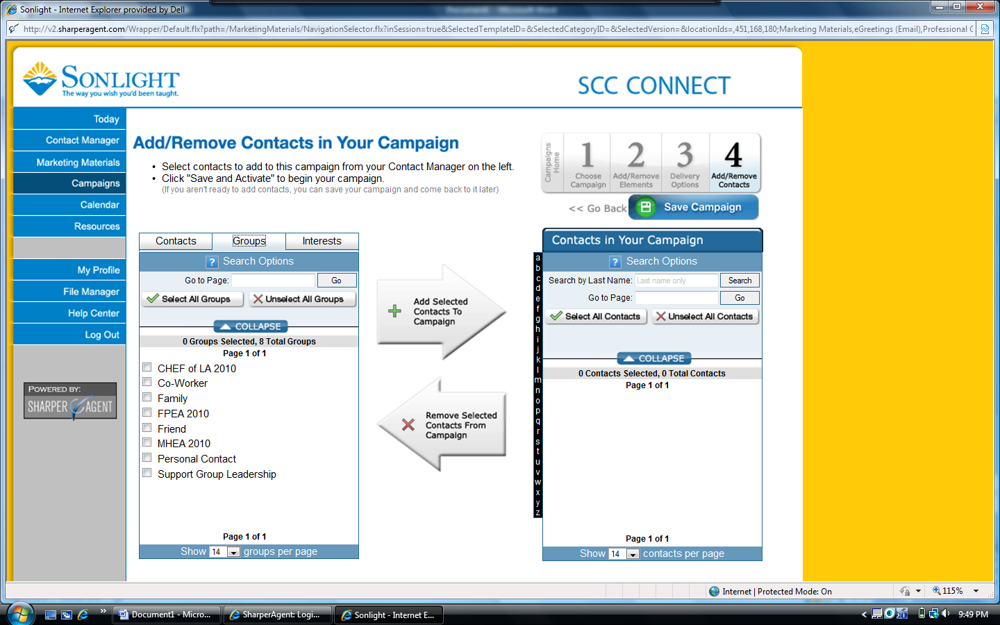 Sonlight - Internet Explorer provided by Dell
http://v2.sharperagent.com/Wrapper/Default.flx?path=/MarketingMaterials/NavigationSelector.flx?inSession=true&SelectedTemplateID=&SelectedCategoryID=&SelectedVersion=&locationIds=,451,168,180;Marketing Materials,eGreetings (Email),Professional C
SONLIGHT
The way you wish you'd been taught.
SCC CONNECT
Today
Contact Manager
Marketing Materials
Campaigns
Calendar
Resources
My Profile
File Manager
Help Center
Log Out
POWERED BY:
SHARPER AGENT
Add/Remove Contacts in Your Campaign
• Select contacts to add to this campaign from your Contact Manager on the left.
• Click "Save and Activate" to begin your campaign.
(If you aren't ready to add contacts, you can save your campaign and come back to it later)
Campaigns Home
1 Choose Campaign
2 Add/Remove Elements
3 Delivery Options
4 Add/Remove Contacts
<< Go Back
Save Campaign
Contacts Groups Interests
? Search Options
Go to Page: Go
Select All Groups Unselect All Groups
COLLAPSE
0 Groups Selected, 8 Total Groups
Page 1 of 1
CHEF of LA 2010
Co-Worker
Family
FPEA 2010
Friend
MHEA 2010
Personal Contact
Support Group Leadership
Page 1 of 1
Show 14 groups per page
Add Selected
Contacts To
Campaign
Remove Selected
Contacts From
Campaign
a
b
c
d
e
f
g
h
i
j
k
l
m
n
o
p
q
r
s
t
u
v
w
x
y
z
Contacts in Your Campaign
? Search Options
Search by Last Name: Last name only Search
Go to Page: Go
Select All Contacts Unselect All Contacts
COLLAPSE
0 Contacts Selected, 0 Total Contacts
Page 1 of 1
Page 1 of 1
Show 14 contacts per page
Internet | Protected Mode: On
115%
Document1 - Micro...
SharperAgent: Logi...
Sonlight - Internet E...
9:49 PM